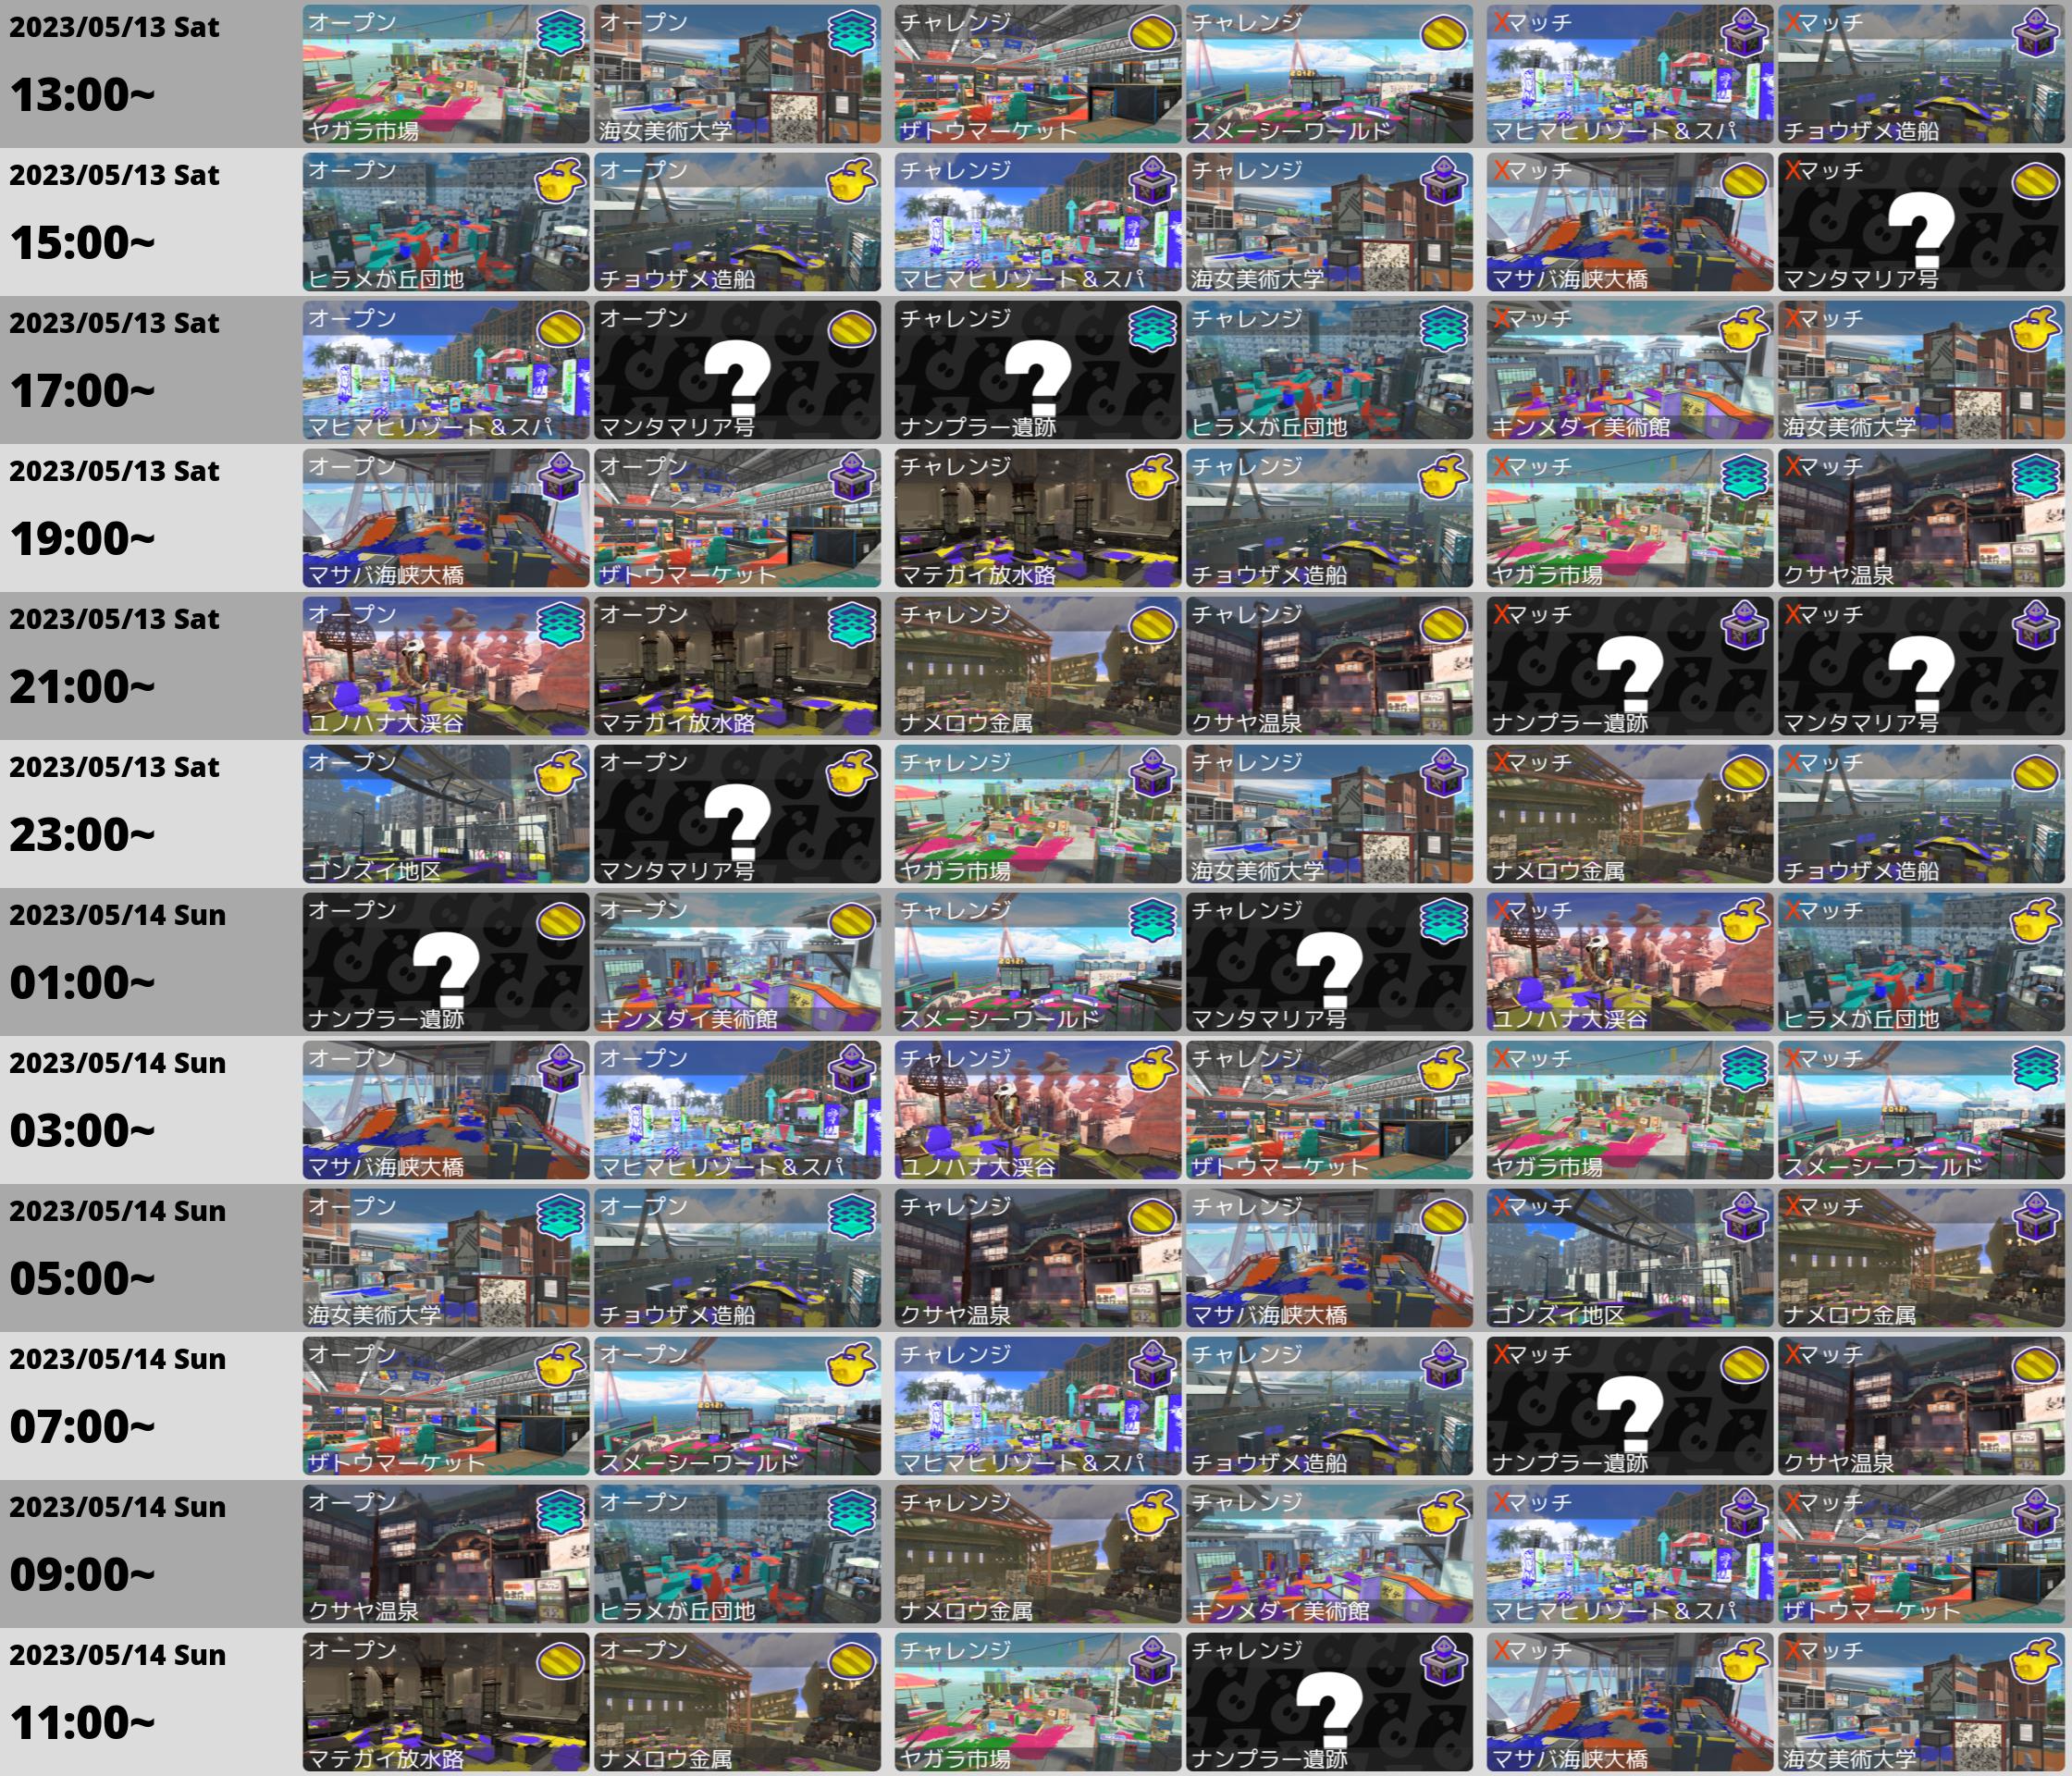 2023/05/13 Sat
13:00~
オープン オープン チャレンジ チャレンジ Xマッチ Xマッチ
ヤガラ市場 海女美術大学 ザトウマーケット スメーシーワールド マヒマヒリゾート＆スパ チョウザメ造船
2023/05/13 Sat
15:00~
オープン オープン チャレンジ チャレンジ Xマッチ Xマッチ
ヒラメが丘団地 チョウザメ造船 マヒマヒリゾート＆スパ 海女美術大学 マサバ海峡大橋 マンタマリア号
2023/05/13 Sat
17:00~
オープン オープン チャレンジ チャレンジ Xマッチ Xマッチ
マヒマヒリゾート＆スパ マンタマリア号 ナンプラー遺跡 ヒラメが丘団地 キンメダイ美術館 海女美術大学
2023/05/13 Sat
19:00~
オープン オープン チャレンジ チャレンジ Xマッチ Xマッチ
マサバ海峡大橋 ザトウマーケット マテガイ放水路 チョウザメ造船 ヤガラ市場 クサヤ温泉
2023/05/13 Sat
21:00~
オープン オープン チャレンジ チャレンジ Xマッチ Xマッチ
ユノハナ大渓谷 マテガイ放水路 ナメロウ金属 クサヤ温泉 ナンプラー遺跡 マンタマリア号
2023/05/13 Sat
23:00~
オープン オープン チャレンジ チャレンジ Xマッチ Xマッチ
ゴンズイ地区 マンタマリア号 ヤガラ市場 海女美術大学 ナメロウ金属 チョウザメ造船
2023/05/14 Sun
01:00~
オープン オープン チャレンジ チャレンジ Xマッチ Xマッチ
ナンプラー遺跡 キンメダイ美術館 スメーシーワールド マンタマリア号 ユノハナ大渓谷 ヒラメが丘団地
2023/05/14 Sun
03:00~
オープン オープン チャレンジ チャレンジ Xマッチ Xマッチ
マサバ海峡大橋 マヒマヒリゾート＆スパ ユノハナ大渓谷 ザトウマーケット ヤガラ市場 スメーシーワールド
2023/05/14 Sun
05:00~
オープン オープン チャレンジ チャレンジ Xマッチ Xマッチ
海女美術大学 チョウザメ造船 クサヤ温泉 マサバ海峡大橋 ゴンズイ地区 ナメロウ金属
2023/05/14 Sun
07:00~
オープン オープン チャレンジ チャレンジ Xマッチ Xマッチ
ザトウマーケット スメーシーワールド マヒマヒリゾート＆スパ チョウザメ造船 ナンプラー遺跡 クサヤ温泉
2023/05/14 Sun
09:00~
オープン オープン チャレンジ チャレンジ Xマッチ Xマッチ
クサヤ温泉 ヒラメが丘団地 ナメロウ金属 キンメダイ美術館 マヒマヒリゾート＆スパ ザトウマーケット
2023/05/14 Sun
11:00~
オープン オープン チャレンジ チャレンジ Xマッチ Xマッチ
マテガイ放水路 ナメロウ金属 ヤガラ市場 ナンプラー遺跡 マサバ海峡大橋 海女美術大学